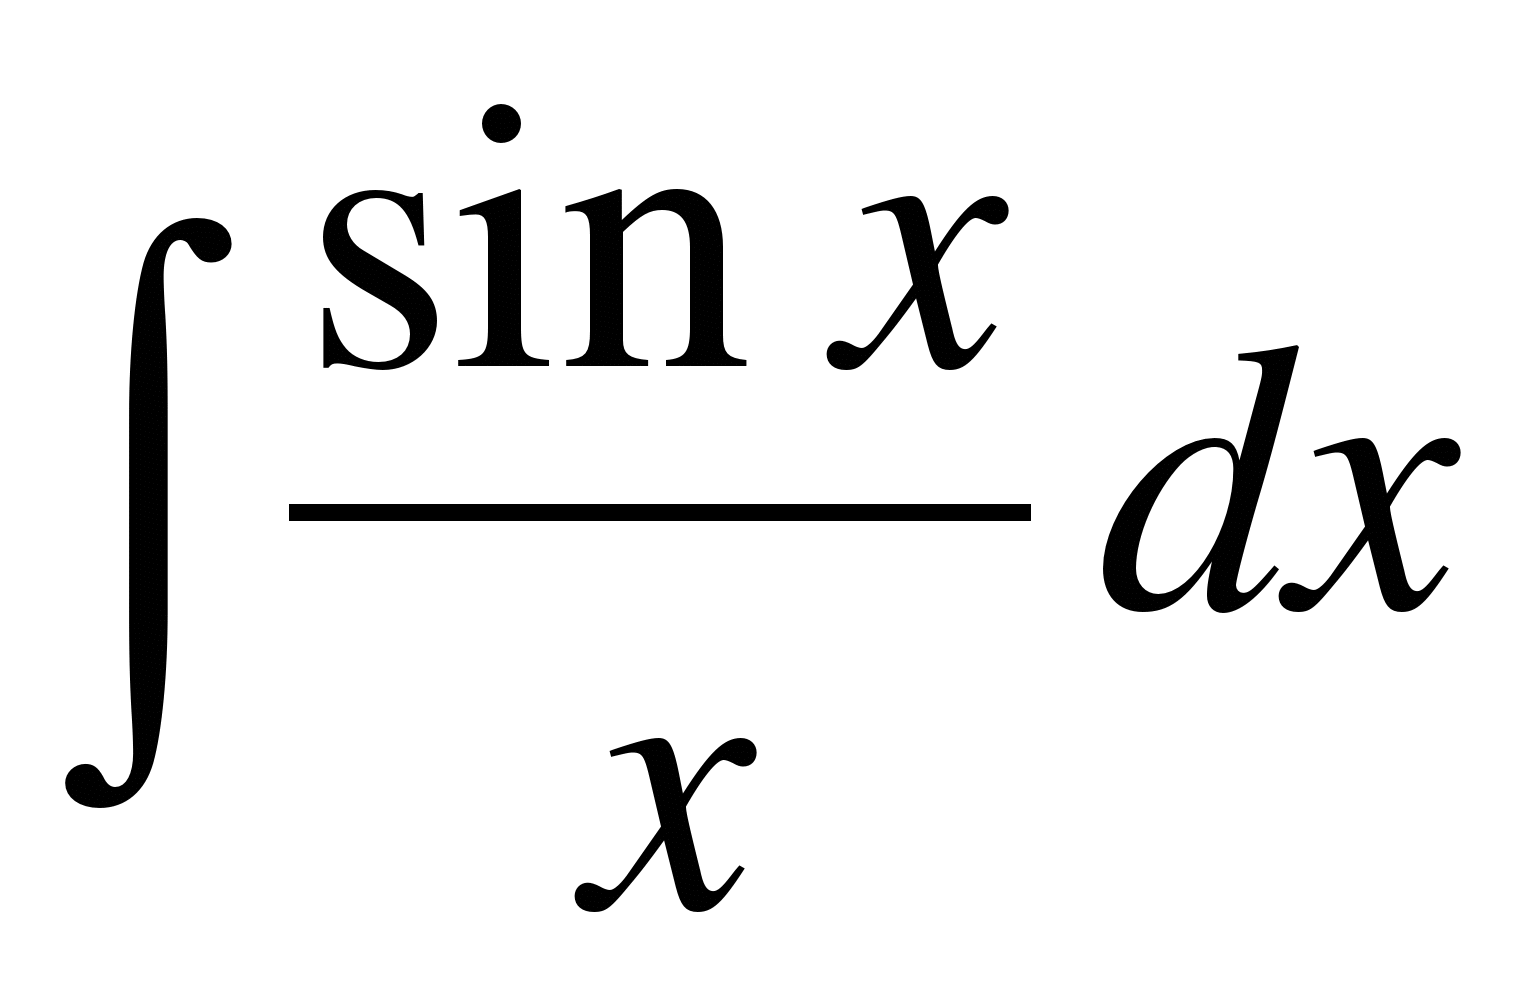 ∫ sin x / x dx